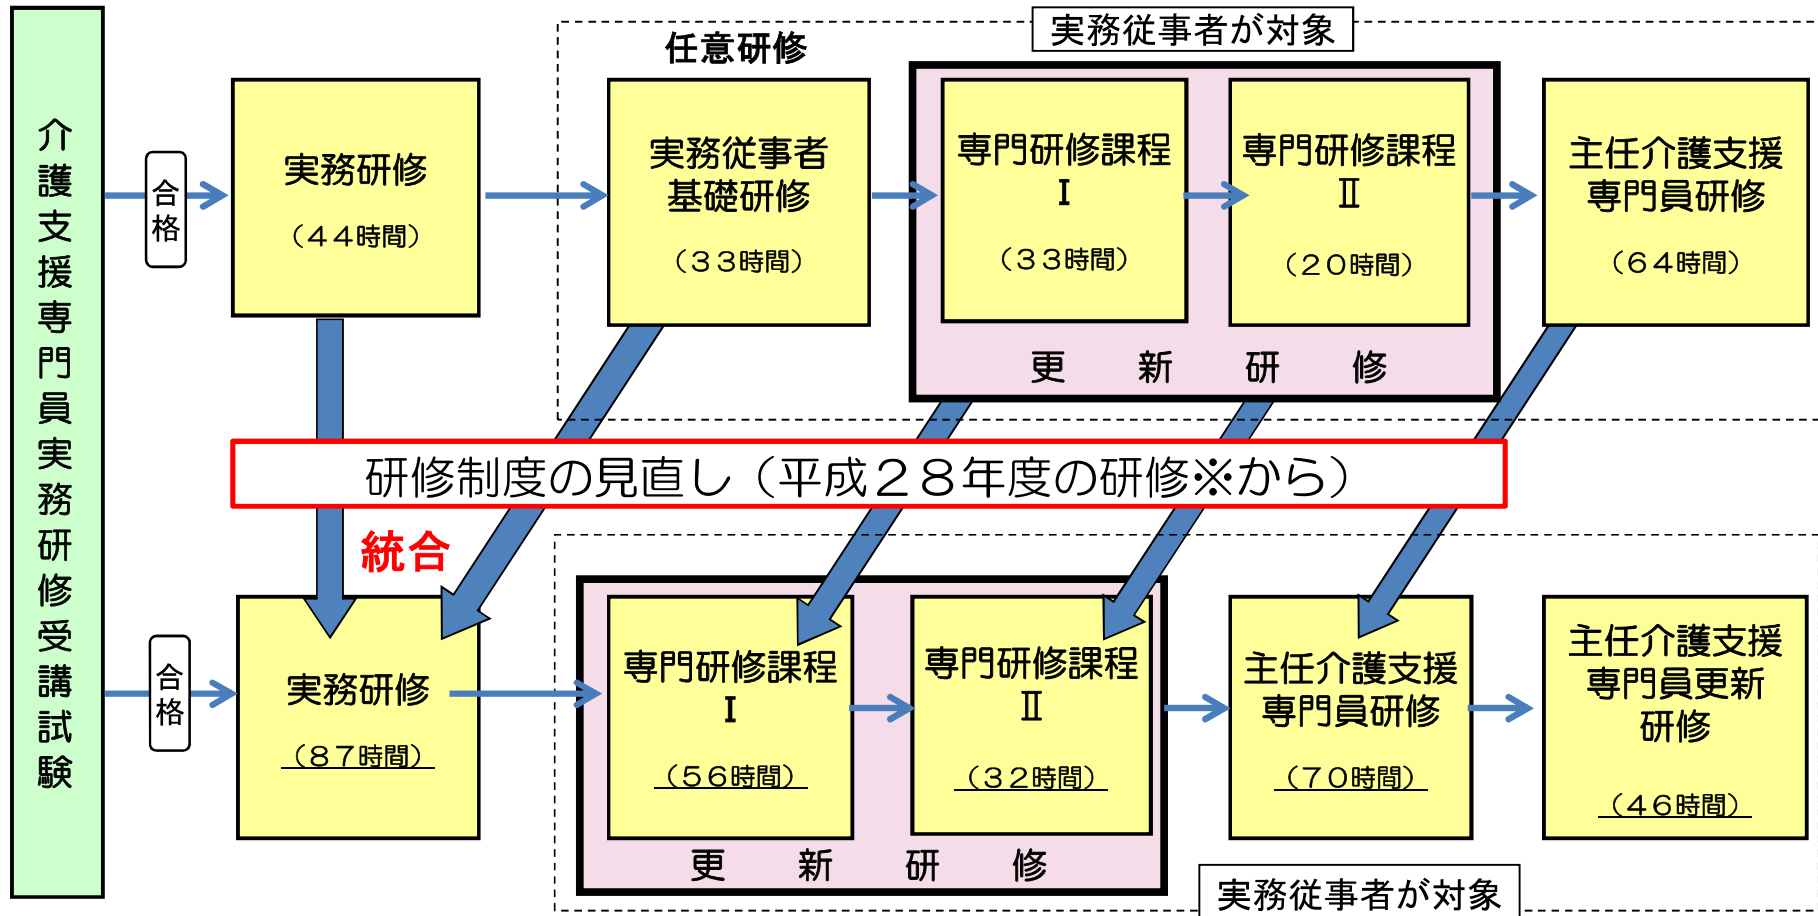 介護支援専門員実務研修受講試験
実務従事者が対象
任意研修
合格
実務研修
（４４時間）
実務従事者
基礎研修
（３３時間）
専門研修課程
Ⅰ
（３３時間）
専門研修課程
Ⅱ
（２０時間）
更新研修
主任介護支援
専門員研修
（６４時間）
研修制度の見直し（平成２８年度の研修※から）
統合
合格
実務研修
（８７時間）
専門研修課程
Ⅰ
（５６時間）
専門研修課程
Ⅱ
（３２時間）
更新研修
主任介護支援
専門員研修
（７０時間）
主任介護支援
専門員更新
研修
（４６時間）
実務従事者が対象